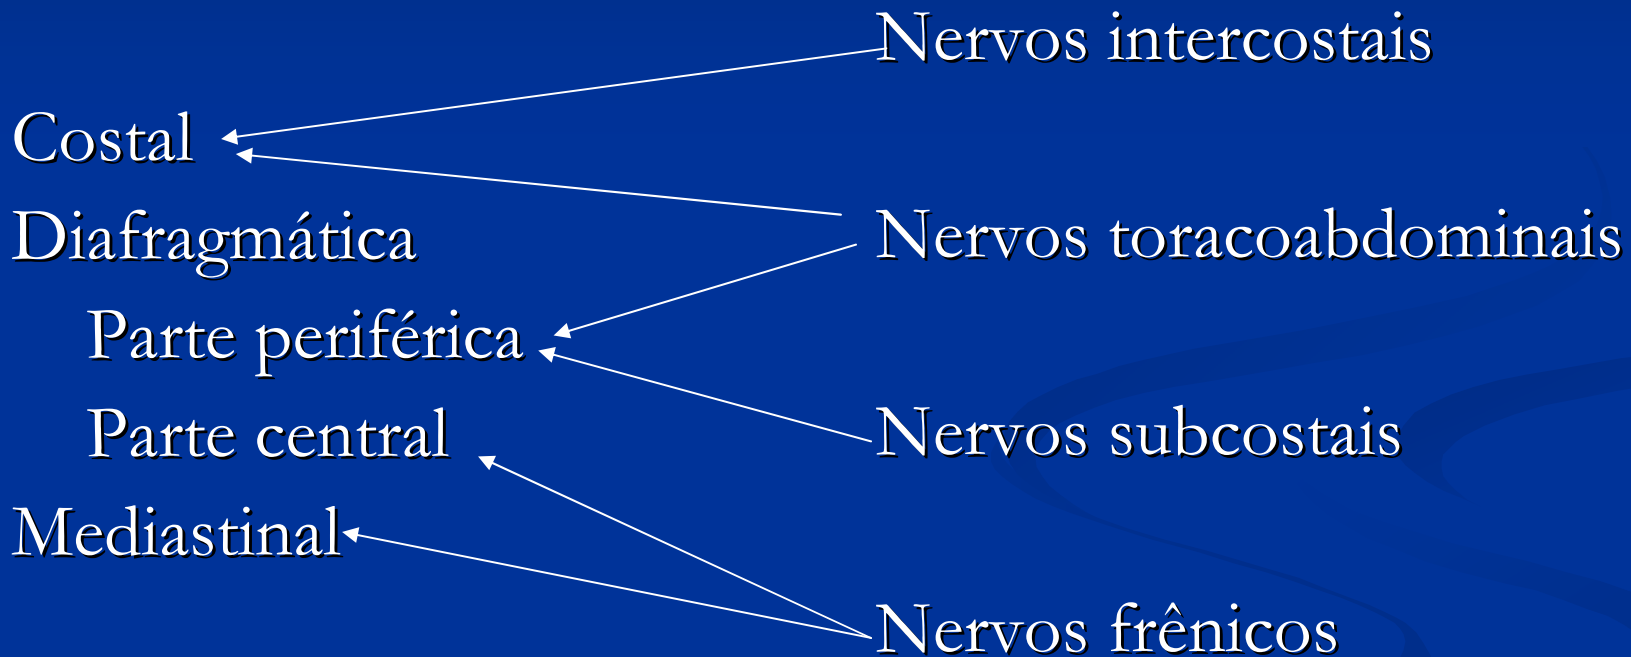 Nervos intercostais
Costal
Diafragmática
Nervos toracoabdominais
Parte periférica
Parte central
Nervos subcostais
Mediastinal
Nervos frênicos